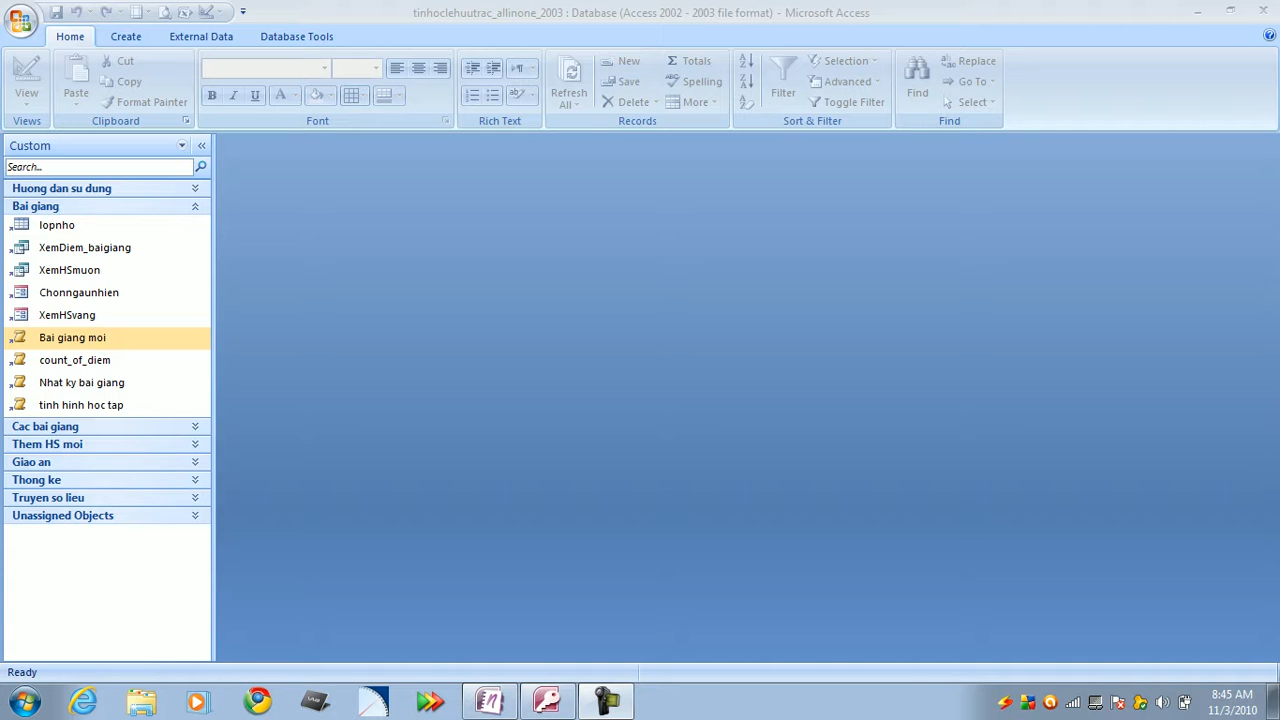 tinhoclehuutrac_allinone_2003 : Database (Access 2002 - 2003 file format) - Microsoft Access
Home Create External Data Database Tools
View
Views
Paste
Cut
Copy
Format Painter
Clipboard
B I U A
Font
Rich Text
Refresh All
New
Save
Delete
Σ Totals
Spelling
More
Records
Filter
Selection
Advanced
Toggle Filter
Sort & Filter
Find
Replace
Go To
Select
Find
Custom
Search...
Huong dan su dung
Bai giang
lopnho
XemDiem_baigiang
XemHSmuon
Chonngaunhien
XemHSvang
Bai giang moi
count_of_diem
Nhat ky bai giang
tinh hinh hoc tap
Cac bai giang
Them HS moi
Giao an
Thong ke
Truyen so lieu
Unassigned Objects
Ready
8:45 AM
11/3/2010